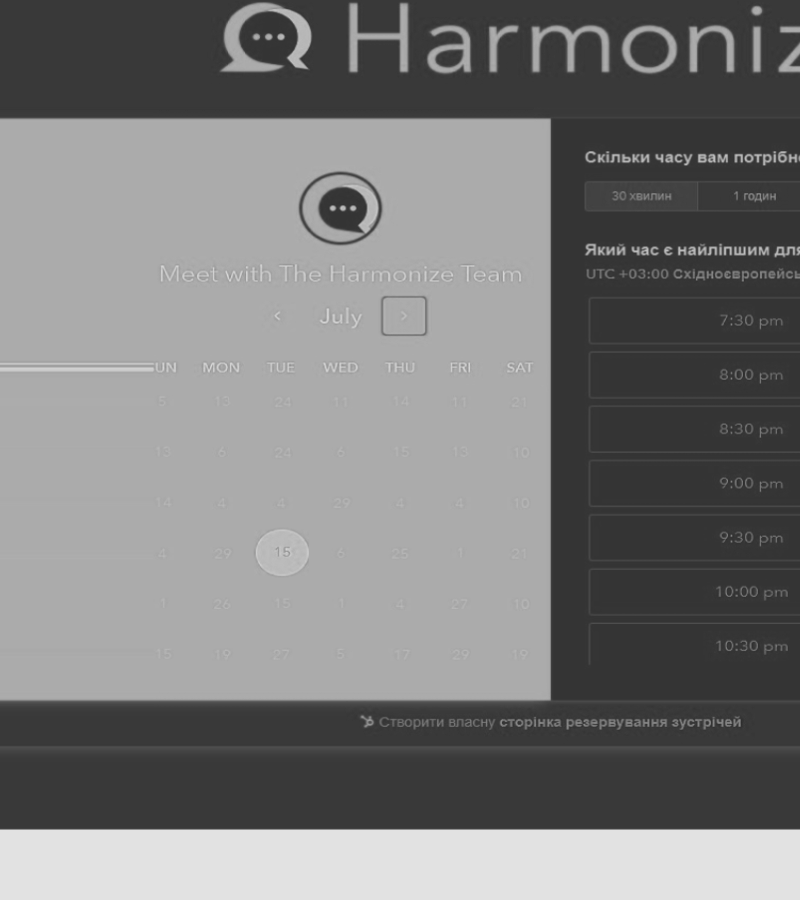 Harmoniz
Meet with The Harmonize Team
July
UN MON TUE WED THU FRI SAT
5 13 24 11 14 11 21
13 6 24 6 15 13 10
14 4 4 29 4 4 10
4 29 15 6 25 1 21
1 26 15 1 4 27 10
15 19 27 5 17 29 19
Скільки часу вам потрібн
30 хвилин 1 годин
Який час є найліпшим для
UTC +03:00 Східноєвропейсь
7:30 pm
8:00 pm
8:30 pm
9:00 pm
9:30 pm
10:00 pm
10:30 pm
Створити власну сторінка резервування зустрічей